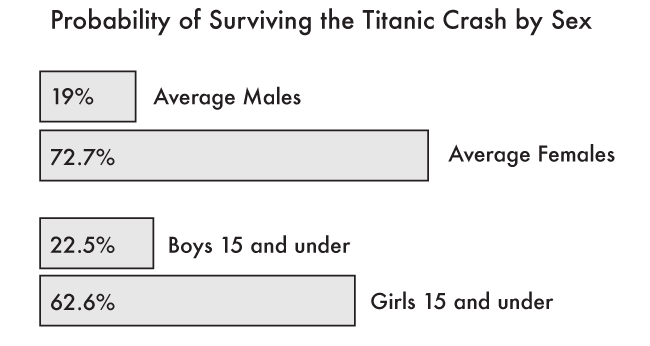 Probability of Surviving the Titanic Crash by Sex
19% Average Males
72.7% Average Females
22.5% Boys 15 and under
62.6% Girls 15 and under